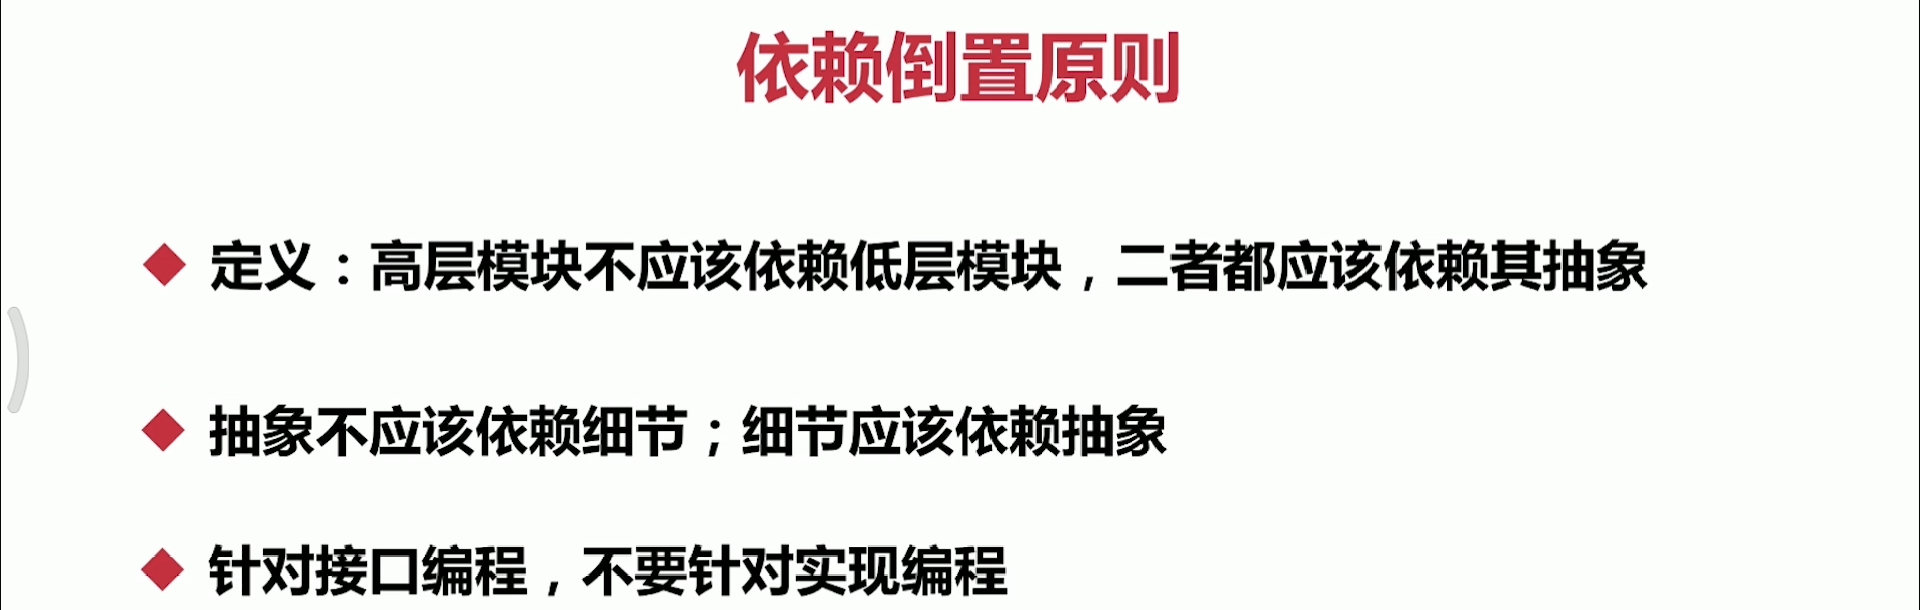 依赖倒置原则
定义：高层模块不应该依赖低层模块，二者都应该依赖其抽象
抽象不应该依赖细节；细节应该依赖抽象
针对接口编程，不要针对实现编程